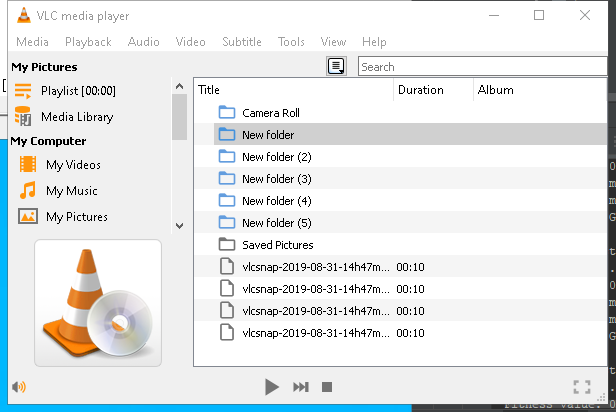 VLC media player
Media Playback Audio Video Subtitle Tools View Help
My Pictures
Search
Playlist [00:00]
Media Library
My Computer
My Videos
My Music
My Pictures
Title Duration Album
Camera Roll
New folder
New folder (2)
New folder (3)
New folder (4)
New folder (5)
Saved Pictures
vlcsnap-2019-08-31-14h47m... 00:10
vlcsnap-2019-08-31-14h47m... 00:10
vlcsnap-2019-08-31-14h47m... 00:10
vlcsnap-2019-08-31-14h47m... 00:10